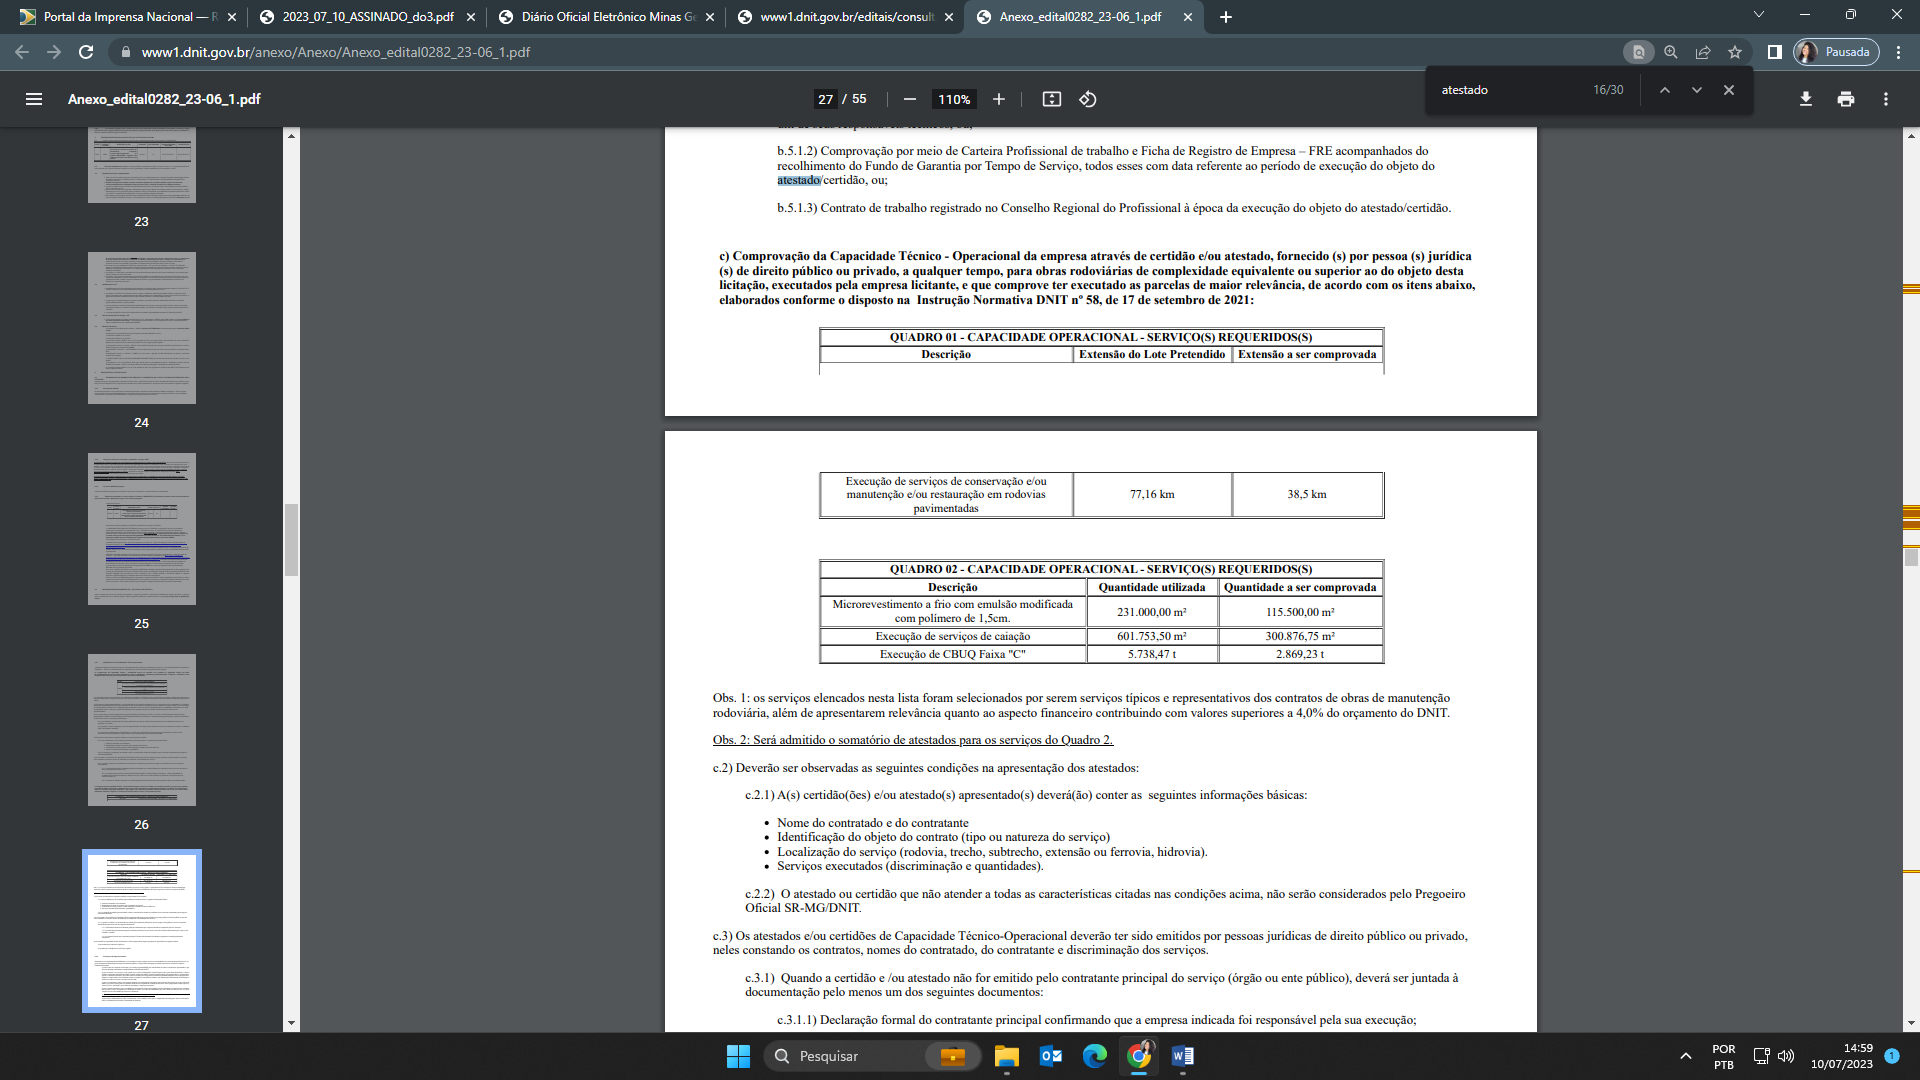 Portal da Imprensa Nacional — R
2023_07_10_ASSINADO_do3.pdf
Diário Oficial Eletrônico Minas Ge
www1.dnit.gov.br/editais/consult
Anexo_edital0282_23-06_1.pdf
www1.dnit.gov.br/anexo/Anexo/Anexo_edital0282_23-06_1.pdf
Pausada
Anexo_edital0282_23-06_1.pdf
27 / 55
110%
atestado
16/30
b.5.1.2) Comprovação por meio de Carteira Profissional de trabalho e Ficha de Registro de Empresa – FRE acompanhados do
recolhimento do Fundo de Garantia por Tempo de Serviço, todos esses com data referente ao período de execução do objeto do
atestado/certidão, ou;
b.5.1.3) Contrato de trabalho registrado no Conselho Regional do Profissional à época da execução do objeto do atestado/certidão.
c) Comprovação da Capacidade Técnico - Operacional da empresa através de certidão e/ou atestado, fornecido (s) por pessoa (s) jurídica
(s) de direito público ou privado, a qualquer tempo, para obras rodoviárias de complexidade equivalente ou superior ao do objeto desta
licitação, executados pela empresa licitante, e que comprove ter executado as parcelas de maior relevância, de acordo com os itens abaixo,
elaborados conforme o disposto na Instrução Normativa DNIT nº 58, de 17 de setembro de 2021:
QUADRO 01 - CAPACIDADE OPERACIONAL - SERVIÇO(S) REQUERIDOS(S)
Descrição
Extensão do Lote Pretendido
Extensão a ser comprovada
Execução de serviços de conservação e/ou
manutenção e/ou restauração em rodovias
pavimentadas
77,16 km
38,5 km
QUADRO 02 - CAPACIDADE OPERACIONAL - SERVIÇO(S) REQUERIDOS(S)
Descrição
Quantidade utilizada
Quantidade a ser comprovada
Microrevestimento a frio com emulsão modificada
com polímero de 1,5cm.
231.000,00 m²
115.500,00 m²
Execução de serviços de caiação
601.753,50 m²
300.876,75 m²
Execução de CBUQ Faixa "C"
5.738,47 t
2.869,23 t
Obs. 1: os serviços elencados nesta lista foram selecionados por serem serviços típicos e representativos dos contratos de obras de manutenção
rodoviária, além de apresentarem relevância quanto ao aspecto financeiro contribuindo com valores superiores a 4,0% do orçamento do DNIT.
Obs. 2: Será admitido o somatório de atestados para os serviços do Quadro 2.
c.2) Deverão ser observadas as seguintes condições na apresentação dos atestados:
c.2.1) A(s) certidão(ões) e/ou atestado(s) apresentado(s) deverá(ão) conter as seguintes informações básicas:
• Nome do contratado e do contratante
• Identificação do objeto do contrato (tipo ou natureza do serviço)
• Localização do serviço (rodovia, trecho, subtrecho, extensão ou ferrovia, hidrovia).
• Serviços executados (discriminação e quantidades).
c.2.2) O atestado ou certidão que não atender a todas as características citadas nas condições acima, não serão considerados pelo Pregoeiro
Oficial SR-MG/DNIT.
c.3) Os atestados e/ou certidões de Capacidade Técnico-Operacional deverão ter sido emitidos por pessoas jurídicas de direito público ou privado,
neles constando os contratos, nomes do contratado, do contratante e discriminação dos serviços.
c.3.1) Quando a certidão e /ou atestado não for emitido pelo contratante principal do serviço (órgão ou ente público), deverá ser juntada à
documentação pelo menos um dos seguintes documentos:
c.3.1.1) Declaração formal do contratante principal confirmando que a empresa indicada foi responsável pela sua execução;
23
24
25
26
27
Pesquisar
POR
PTB
14:59
10/07/2023
1